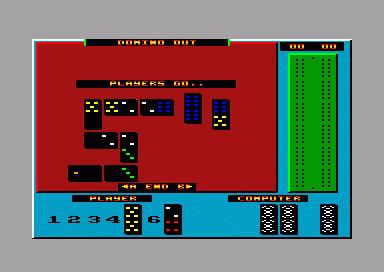 DOMINO OUT
00 00
PLAYERS GO..
◄A END B►
PLAYER COMPUTER
1 2 3 4 6